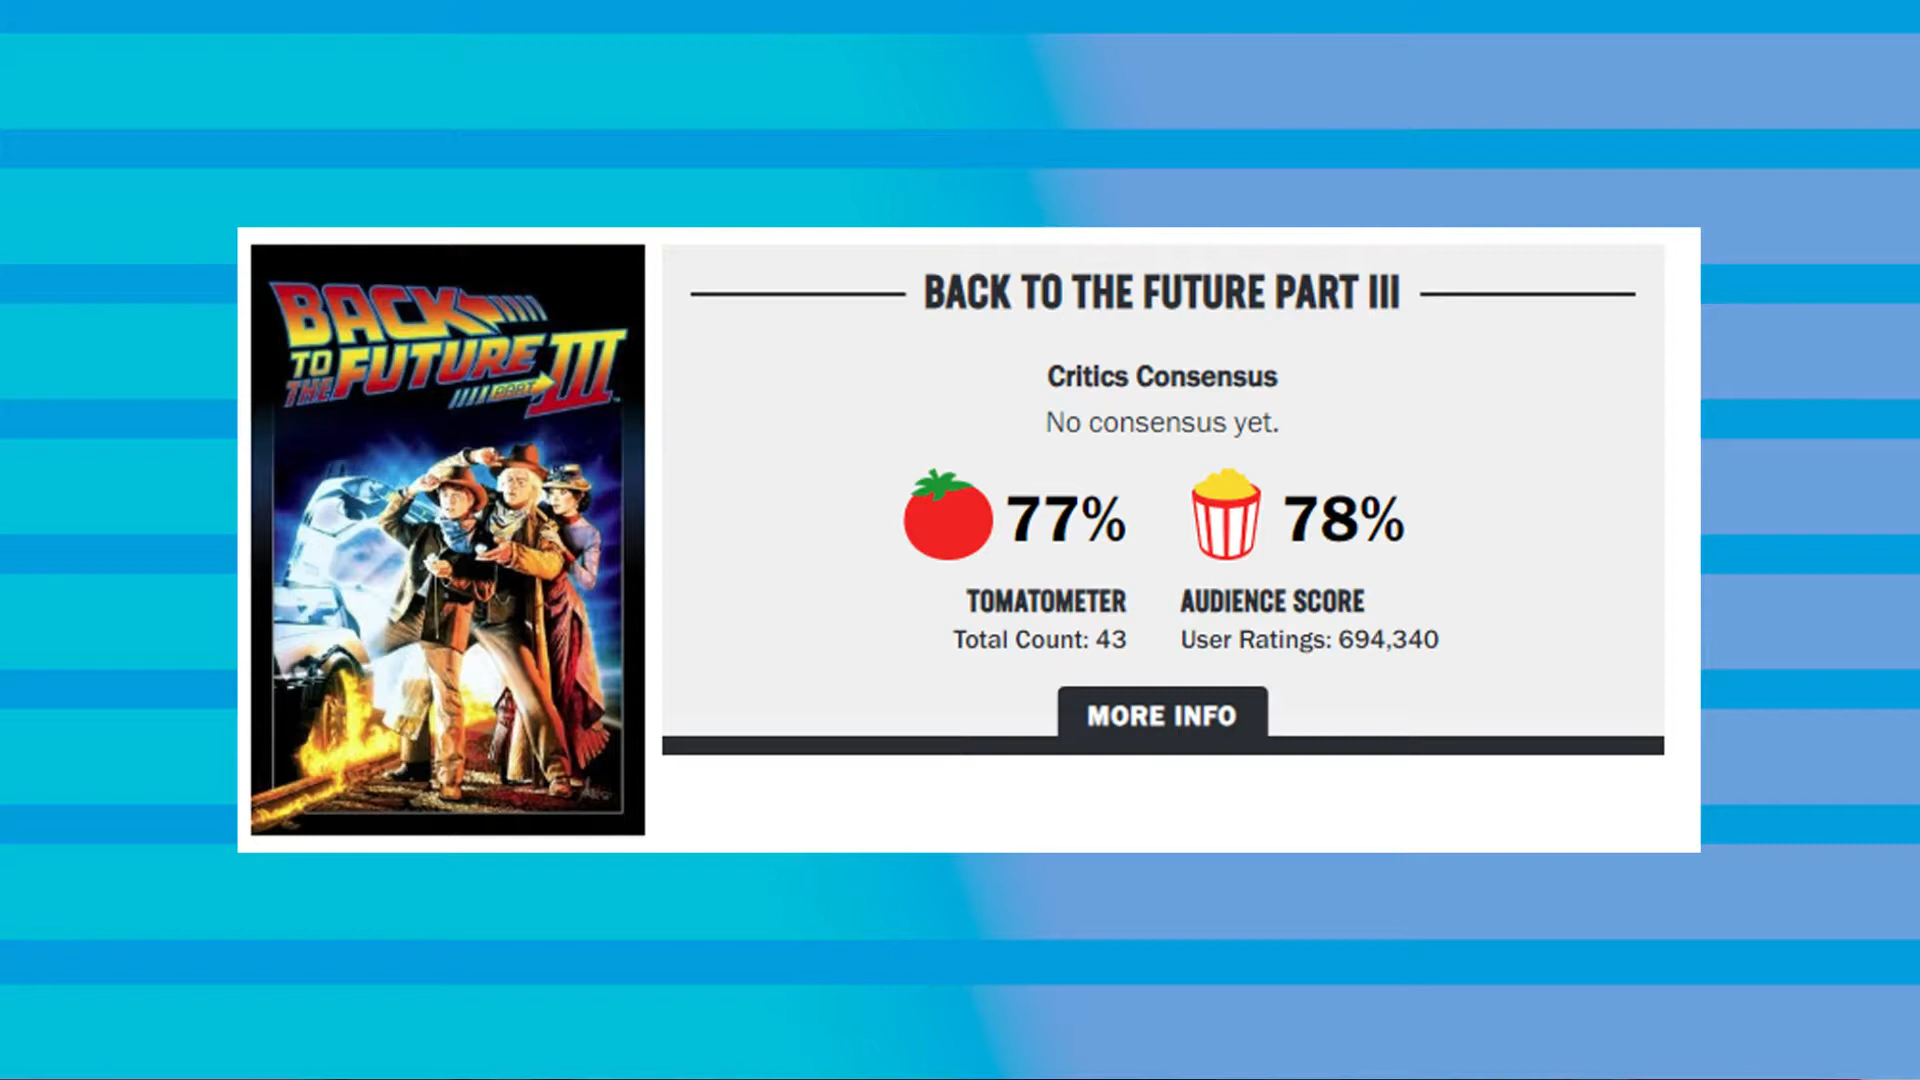 BACK
TO THE FUTURE PART III
BACK TO THE FUTURE PART III
Critics Consensus
No consensus yet.
77% 78%
TOMATOMETER AUDIENCE SCORE
Total Count: 43 User Ratings: 694,340
MORE INFO